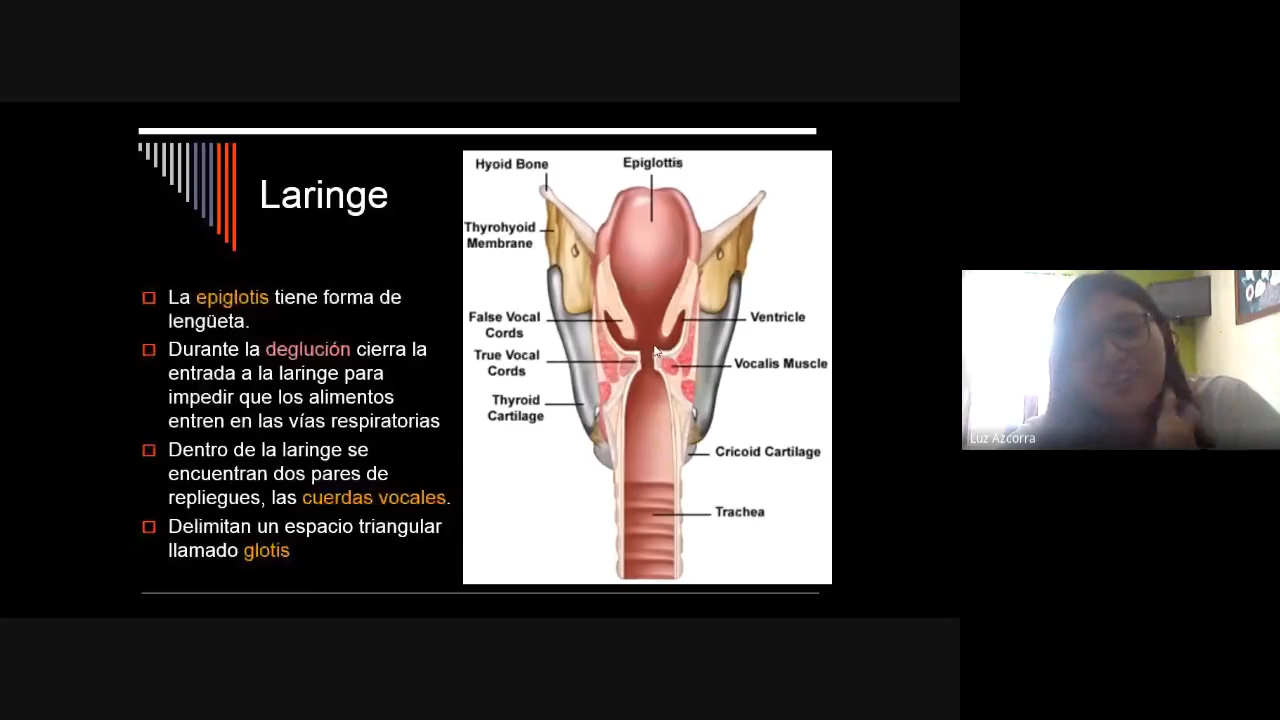 Laringe
La epiglotis tiene forma de
lengüeta.
Durante la deglución cierra la
entrada a la laringe para
impedir que los alimentos
entren en las vías respiratorias
Dentro de la laringe se
encuentran dos pares de
repliegues, las cuerdas vocales.
Delimitan un espacio triangular
llamado glotis
Hyoid Bone
Epiglottis
Thyrohyoid
Membrane
False Vocal
Cords
Ventricle
True Vocal
Cords
Vocalis Muscle
Thyroid
Cartilage
Cricoid Cartilage
Trachea
Luz Azcorra